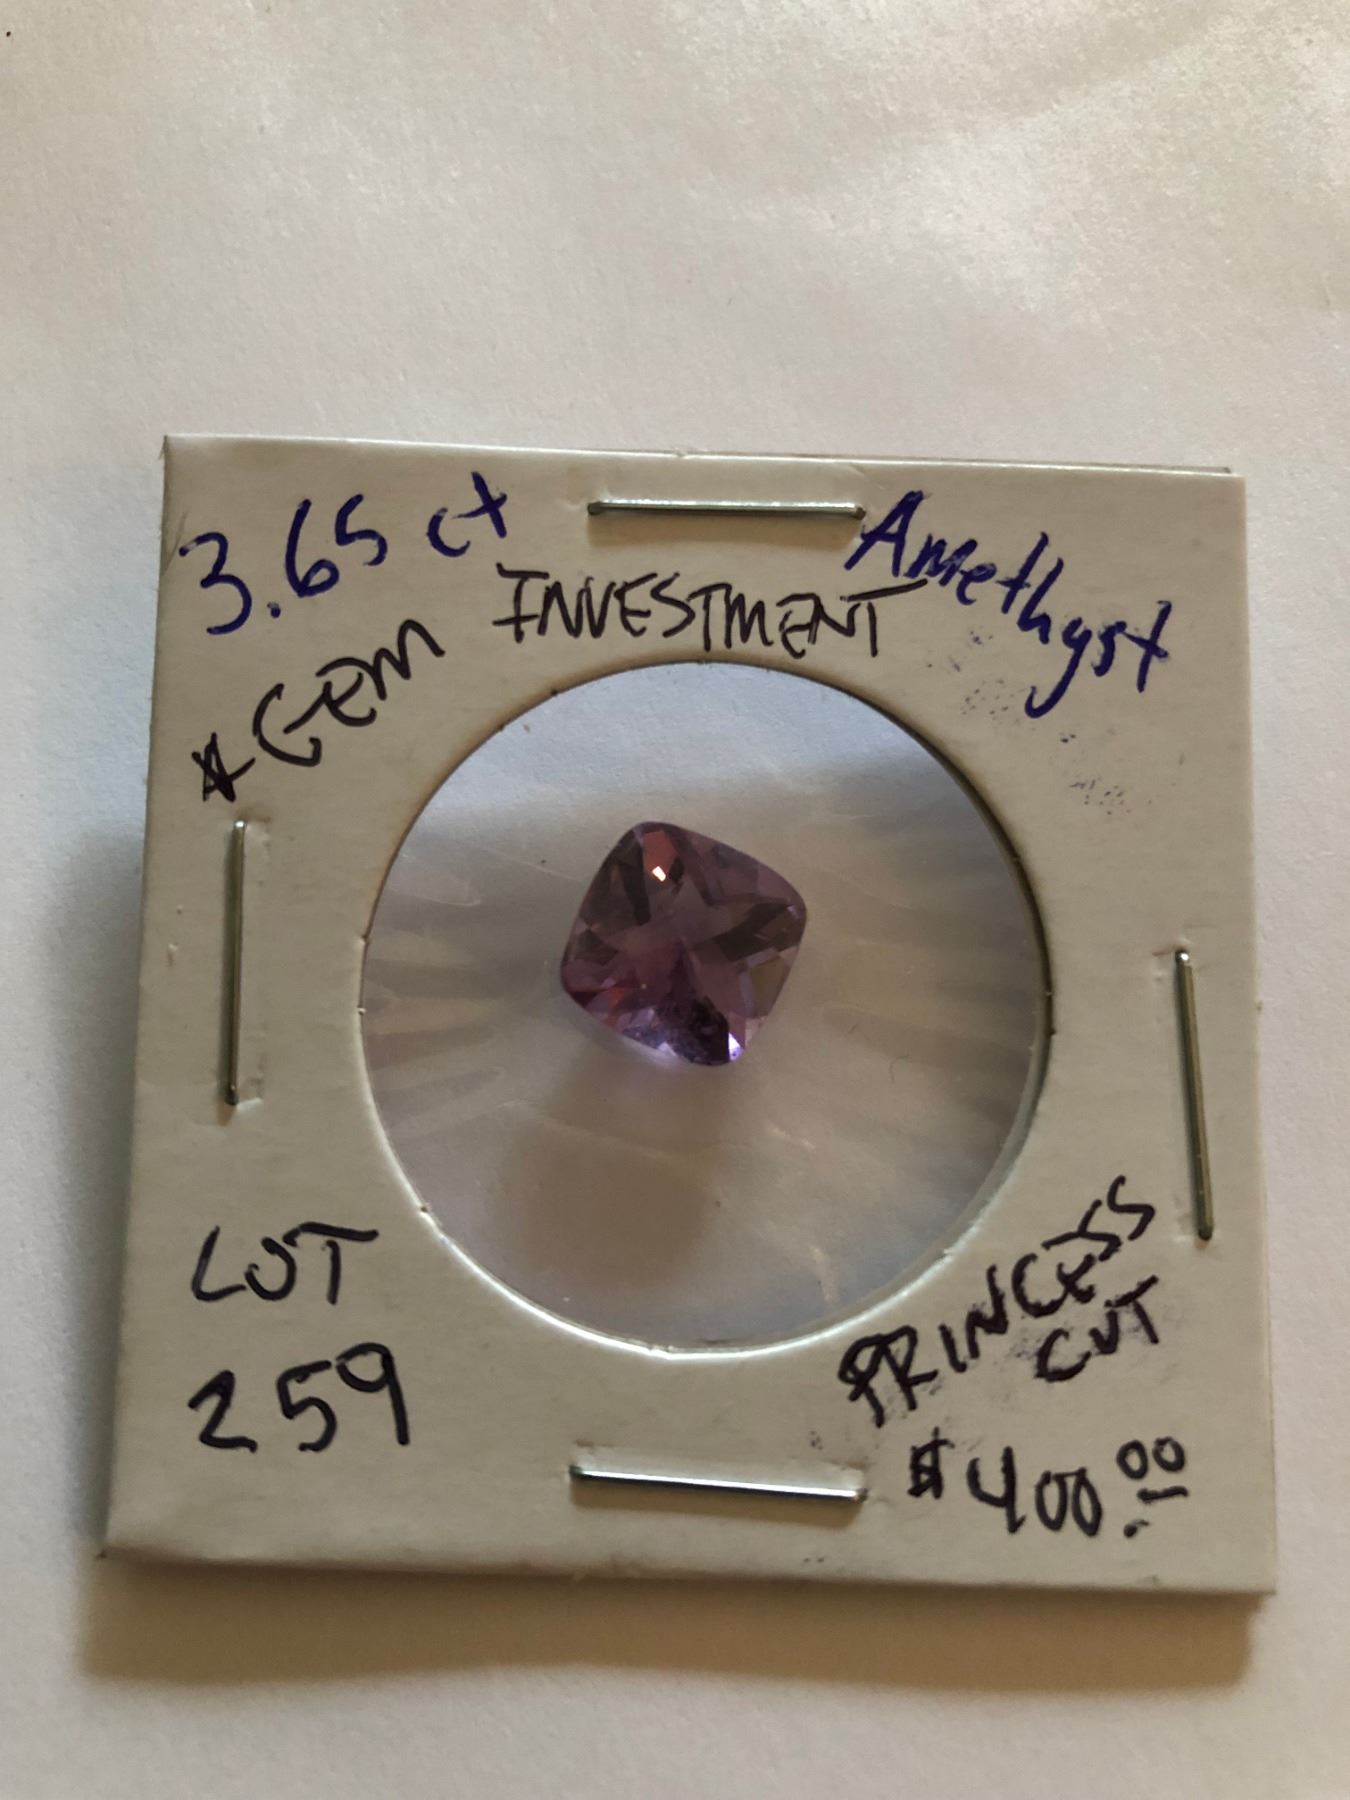 3.65 ct
Amethyst
*GEM INVESTMENT
LOT
259
PRINCESS
CUT
$400.00